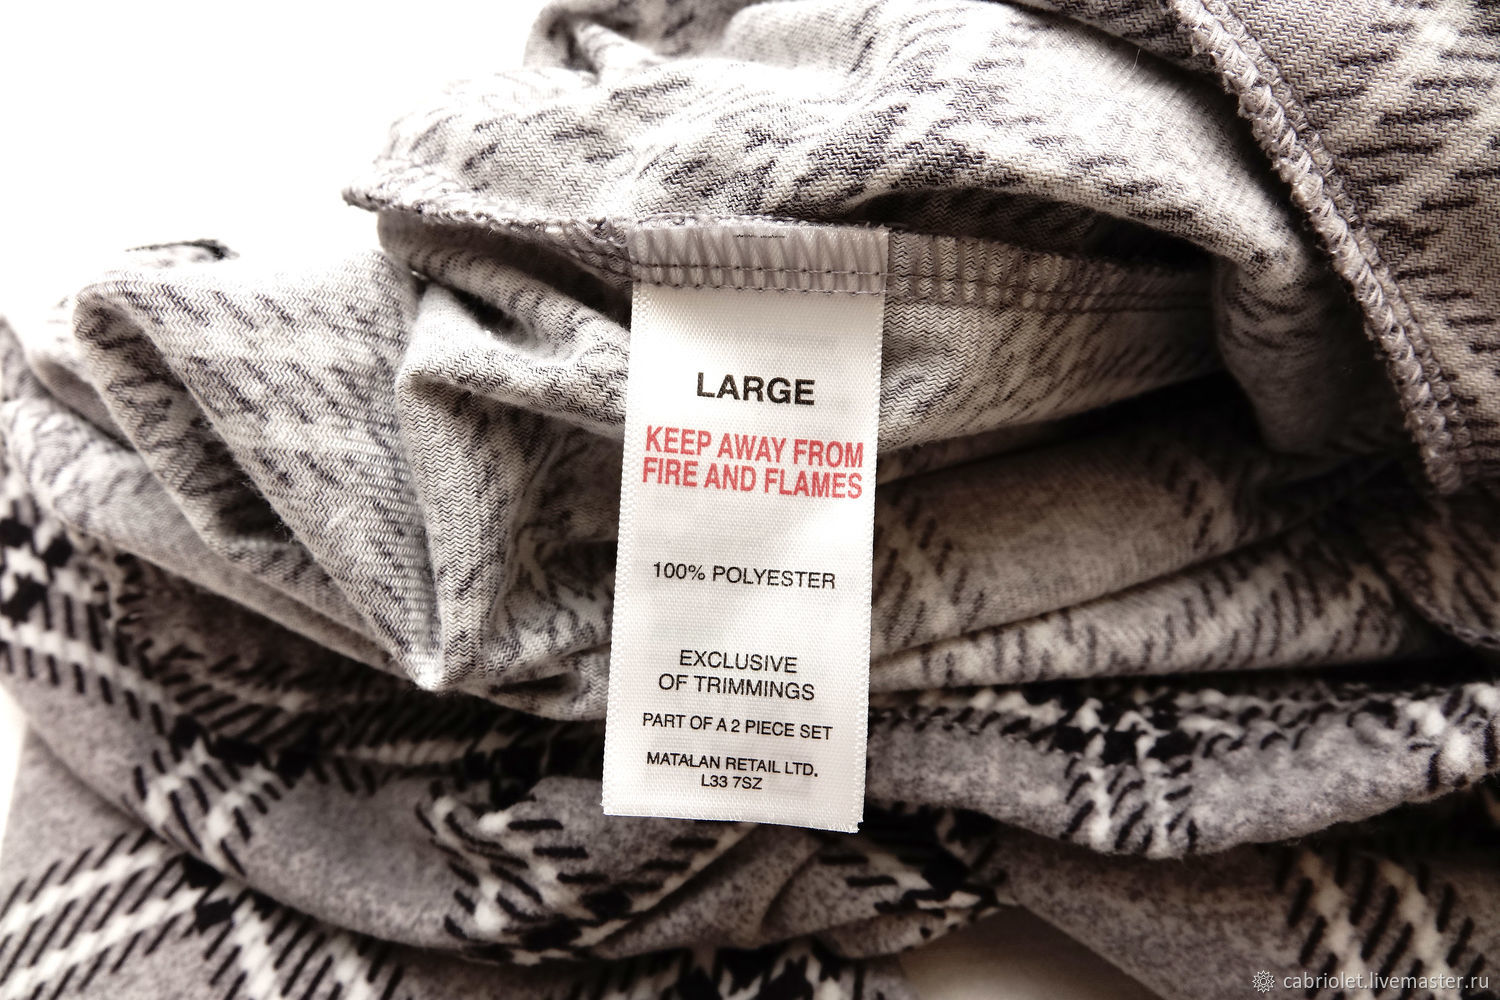 LARGE
KEEP AWAY FROM
FIRE AND FLAMES
100% POLYESTER
EXCLUSIVE
OF TRIMMINGS
PART OF A 2 PIECE SET
MATALAN RETAIL LTD.
L33 7SZ
cabriolet.livemaster.ru